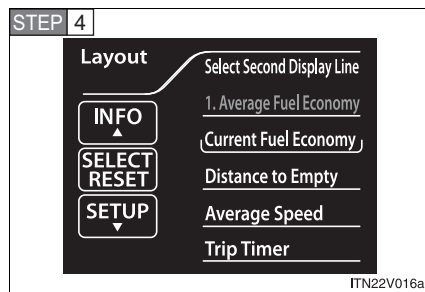 STEP 4
Layout
Select Second Display Line
1. Average Fuel Economy
INFO
Current Fuel Economy
SELECT
RESET
Distance to Empty
SETUP
Average Speed
Trip Timer
ITN22V016a